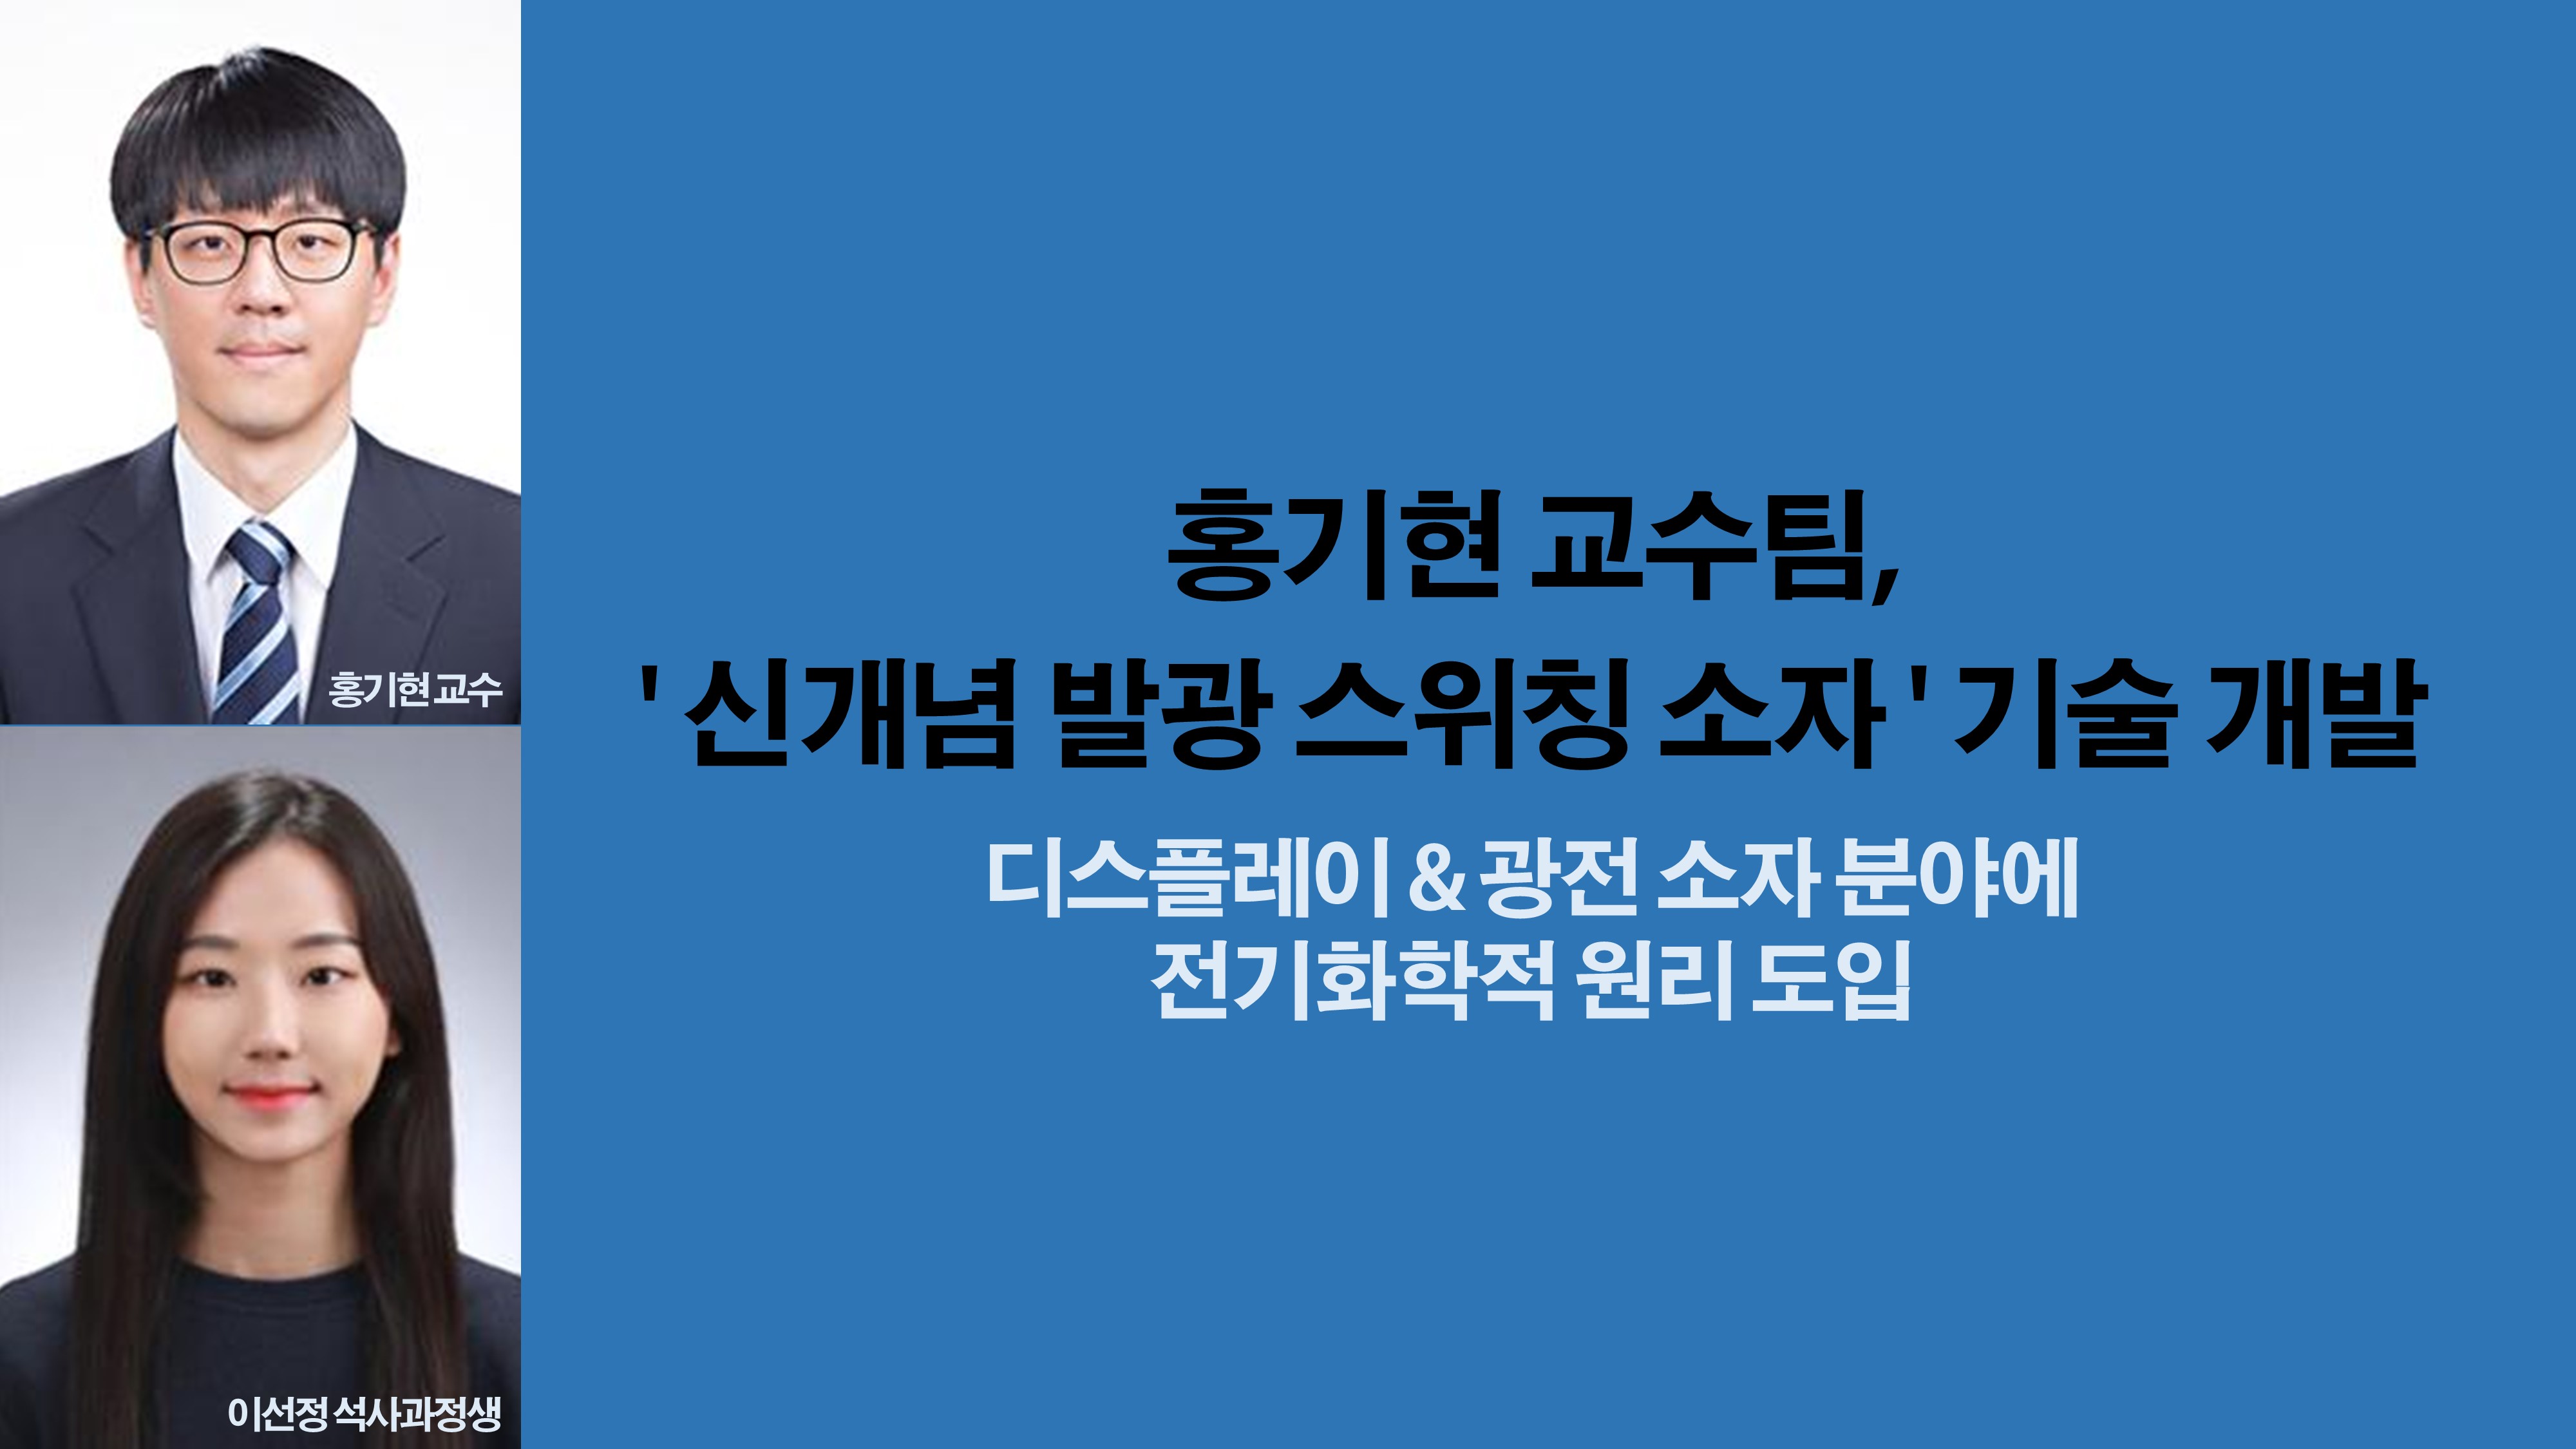 홍기현 교수
이선정 석사과정생
홍기현 교수팀,
'신개념 발광 스위칭 소자' 기술 개발
디스플레이 & 광전 소자 분야에
전기화학적 원리 도입